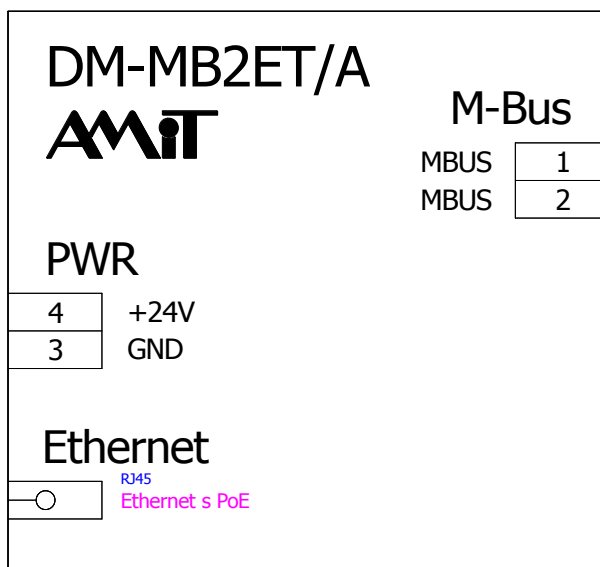 DM-MB2ET/A
AMiT
M-Bus
MBUS 1
MBUS 2
PWR
4 +24V
3 GND
Ethernet
RJ45
Ethernet s PoE